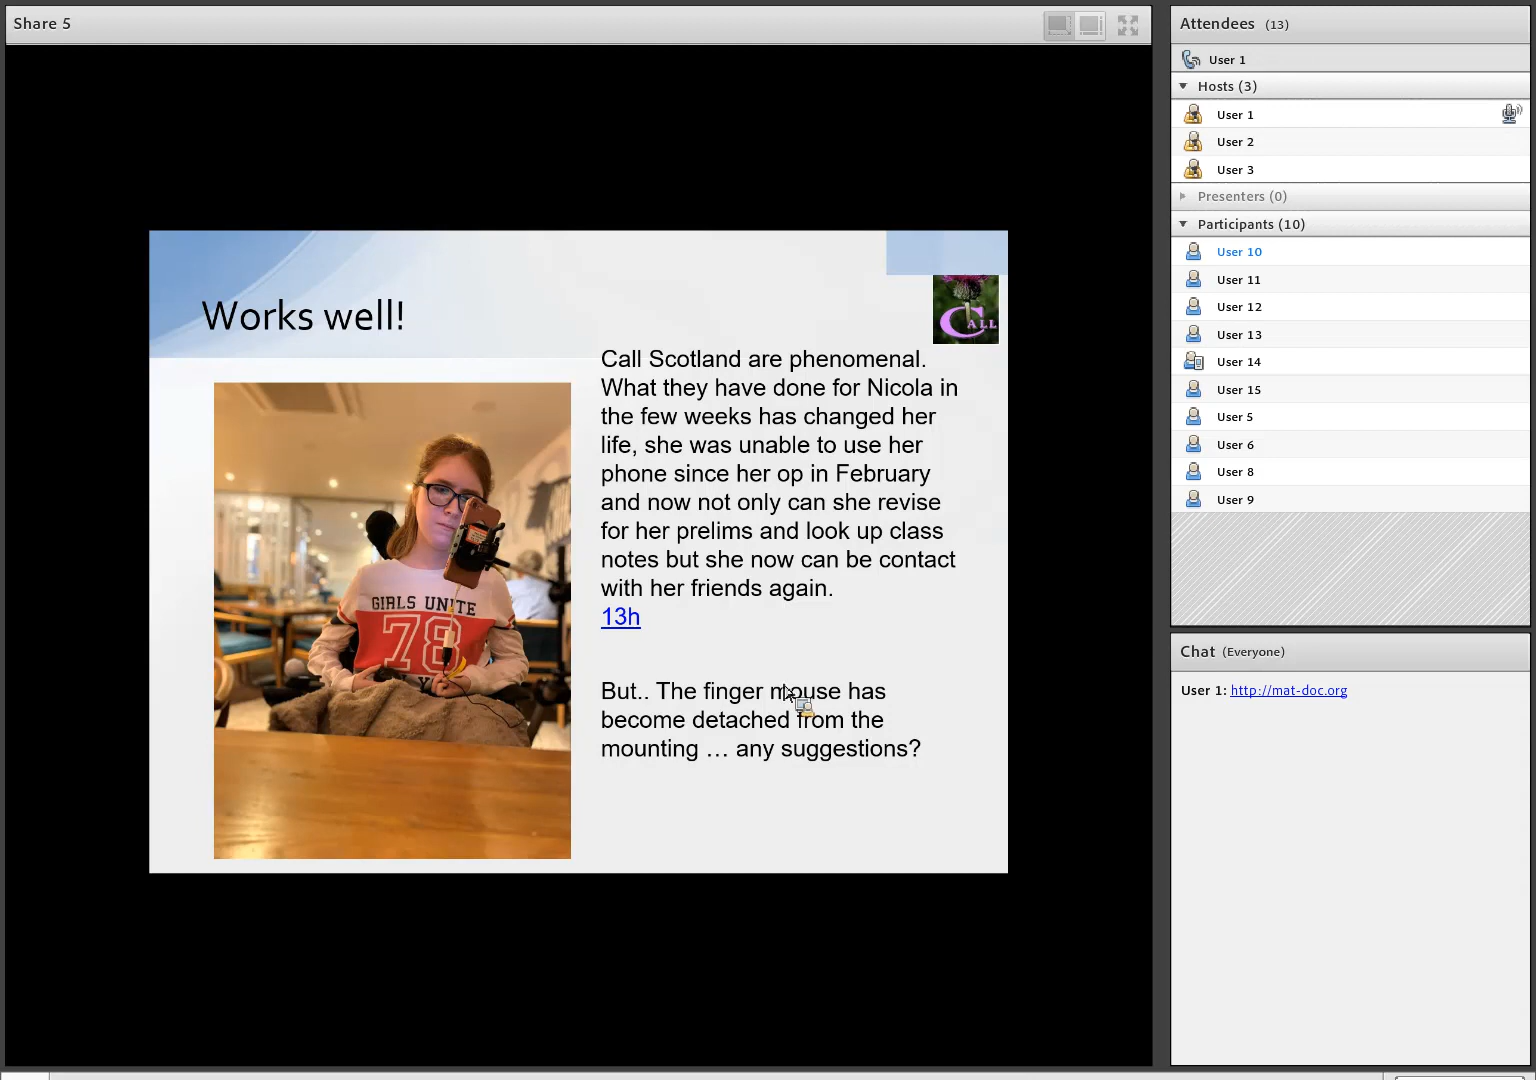 Share 5
Works well!
CALL
Call Scotland are phenomenal.
What they have done for Nicola in
the few weeks has changed her
life, she was unable to use her
phone since her op in February
and now not only can she revise
for her prelims and look up class
notes but she now can be contact
with her friends again.
13h
But.. The finger mouse has
become detached from the
mounting … any suggestions?
GIRLS UNITE
78
Attendees (13)
User 1
Hosts (3)
User 1
User 2
User 3
Presenters (0)
Participants (10)
User 10
User 11
User 12
User 13
User 14
User 15
User 5
User 6
User 8
User 9
Chat (Everyone)
User 1: http://mat-doc.org